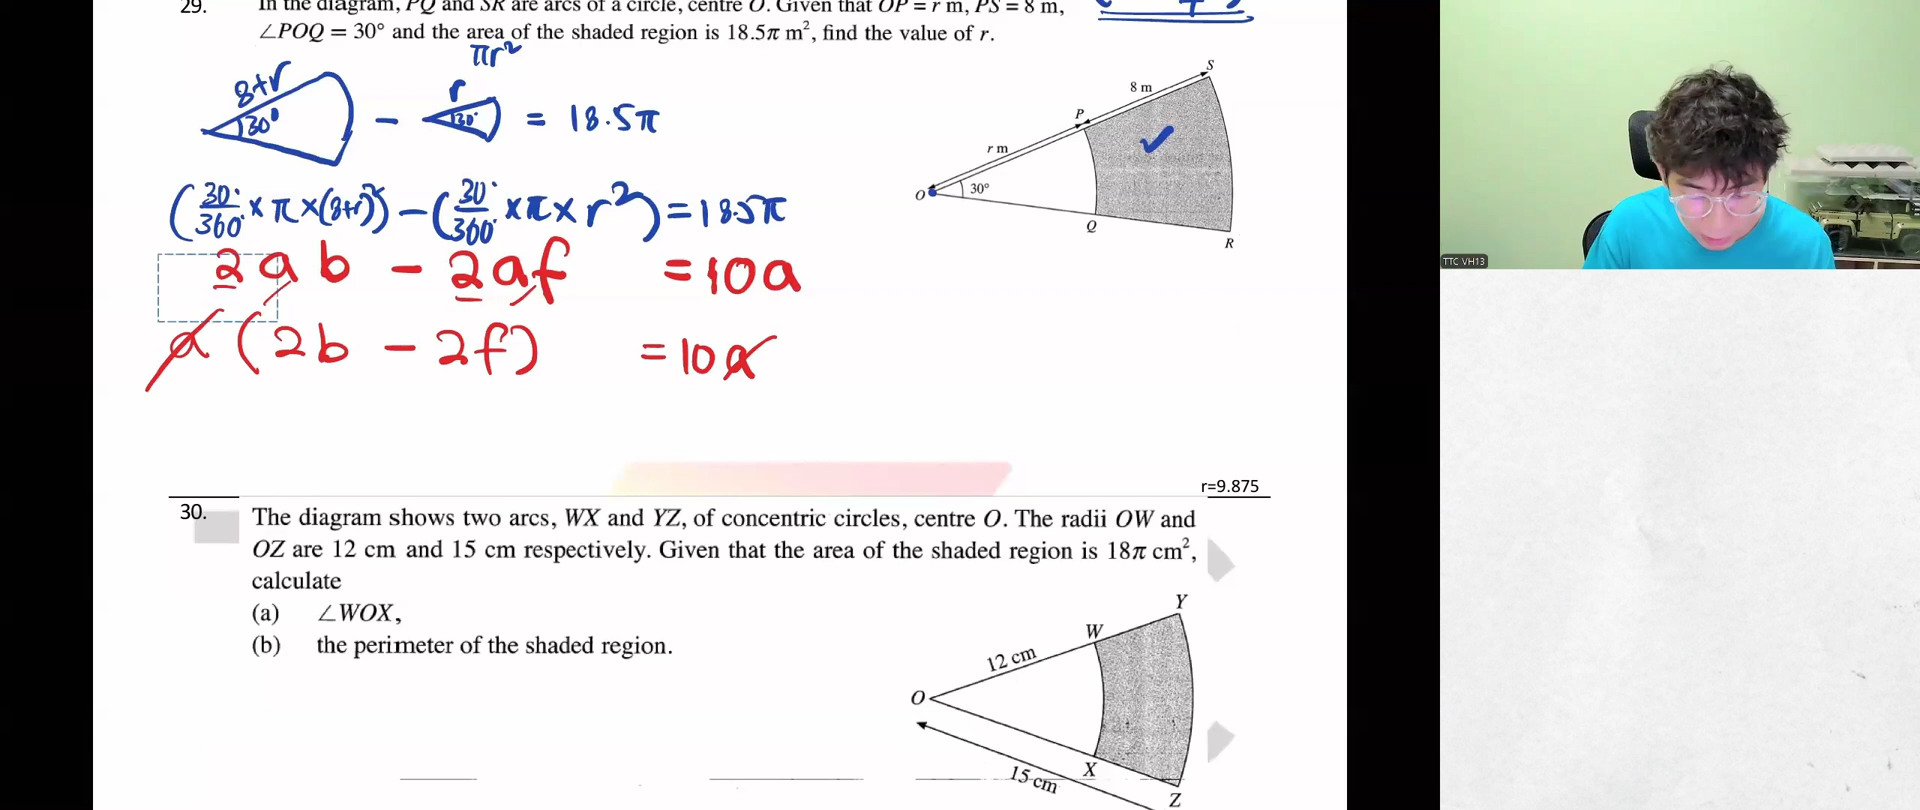 29. In the diagram, PQ and SR are arcs of a circle, centre O. Given that OP = r m, PS = 8 m,
∠POQ = 30° and the area of the shaded region is 18.5π m², find the value of r.
πr²
8+r 30° − r 30° = 18.5π
(30°/360° × π × (8+r)²) − (30°/360° × π × r²) = 18.5π
2ab − 2af = 10a
a(2b − 2f) = 10a
S
8 m
P
r m
O 30°
Q
R
TTC VH13
r=9.875
30. The diagram shows two arcs, WX and YZ, of concentric circles, centre O. The radii OW and
OZ are 12 cm and 15 cm respectively. Given that the area of the shaded region is 18π cm²,
calculate
(a) ∠WOX,
(b) the perimeter of the shaded region.
Y
W
12 cm
O
X
15 cm
Z